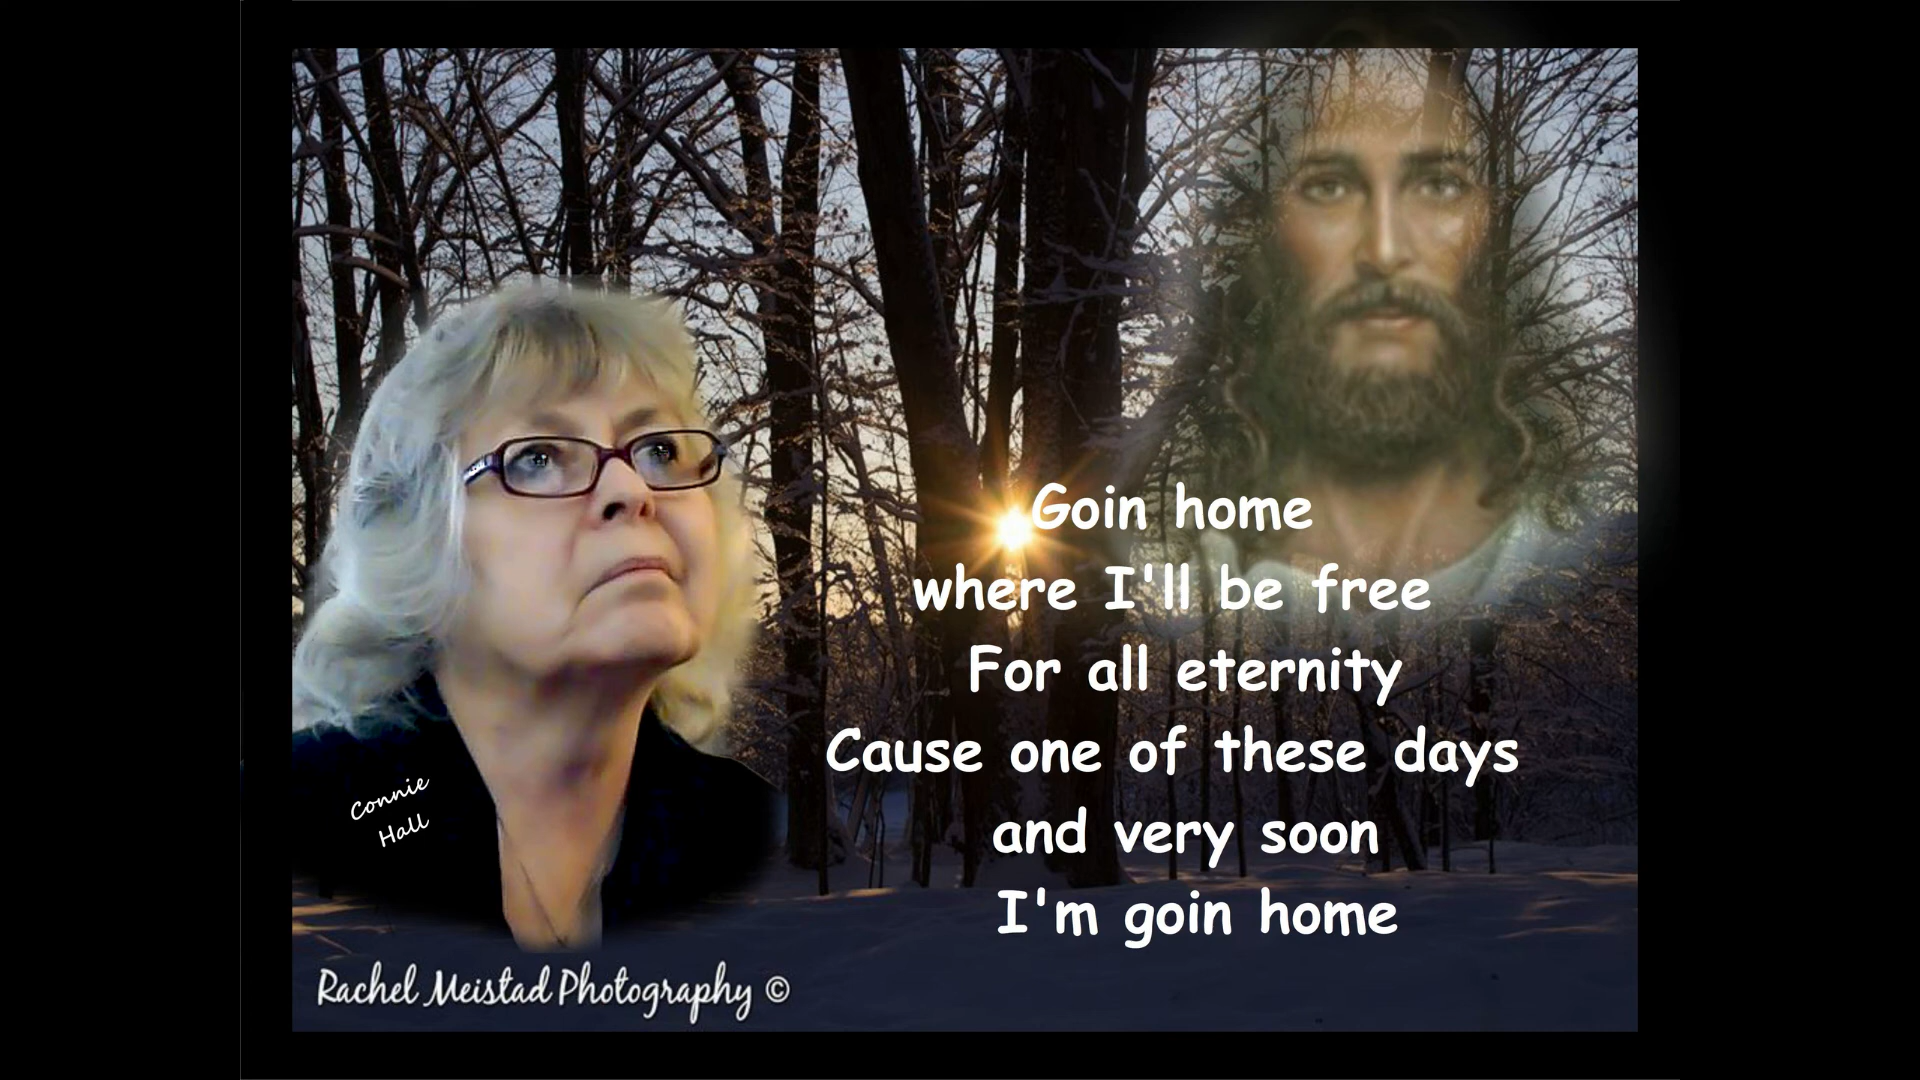 Goin home
where I'll be free
For all eternity
Cause one of these days
and very soon
I'm goin home
Connie
Hall
Rachel Meistad Photography ©